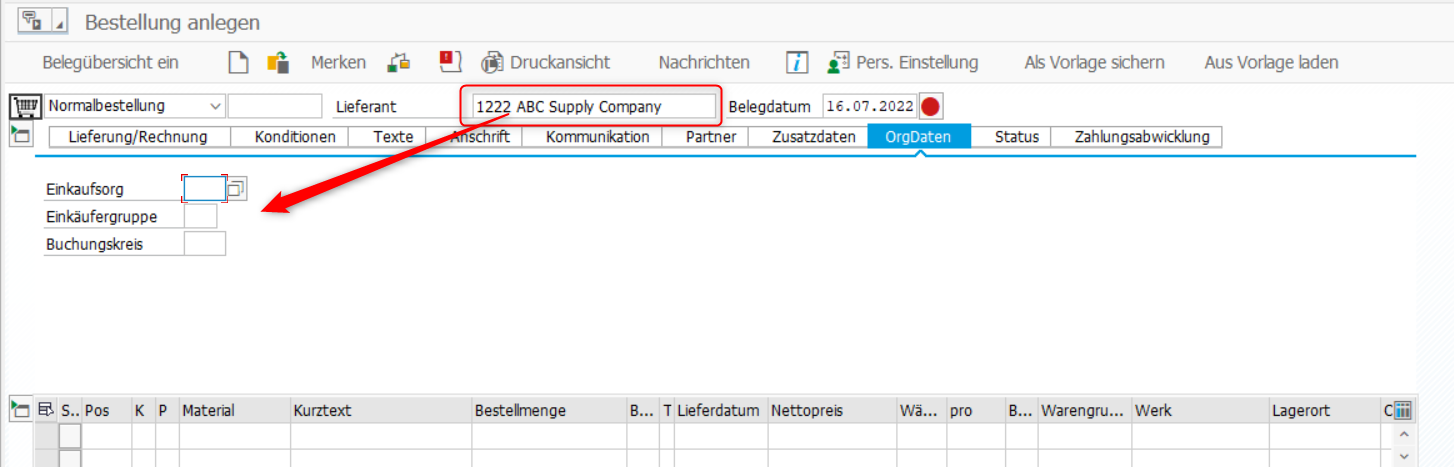 Bestellung anlegen
Belegübersicht ein Merken Druckansicht Nachrichten Pers. Einstellung Als Vorlage sichern Aus Vorlage laden
Normalbestellung Lieferant 1222 ABC Supply Company Belegdatum 16.07.2022
Lieferung/Rechnung Konditionen Texte Anschrift Kommunikation Partner Zusatzdaten OrgDaten Status Zahlungsabwicklung
Einkaufsorg
Einkäufergruppe
Buchungskreis
S.. Pos K P Material Kurztext Bestellmenge B... T Lieferdatum Nettopreis Wä... pro B... Warengru... Werk Lagerort C